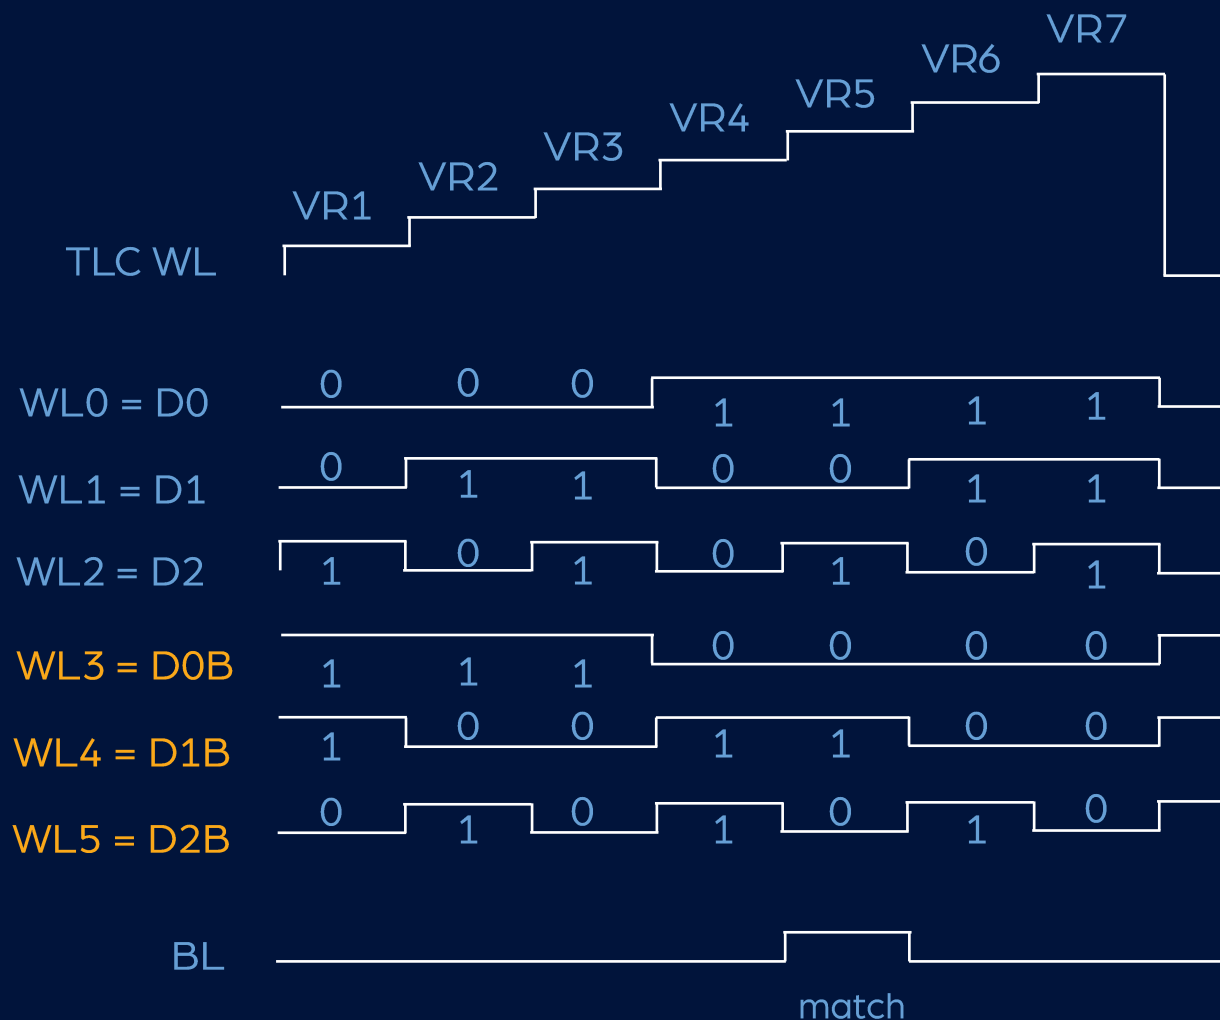 VR7
VR6
VR5
VR4
VR3
VR2
VR1
TLC WL
WL0 = D0 0 0 0 1 1 1 1
WL1 = D1 0 1 1 0 0 1 1
WL2 = D2 1 0 1 0 1 0 1
WL3 = D0B 1 1 1 0 0 0 0
WL4 = D1B 1 0 0 1 1 0 0
WL5 = D2B 0 1 0 1 0 1 0
BL
match